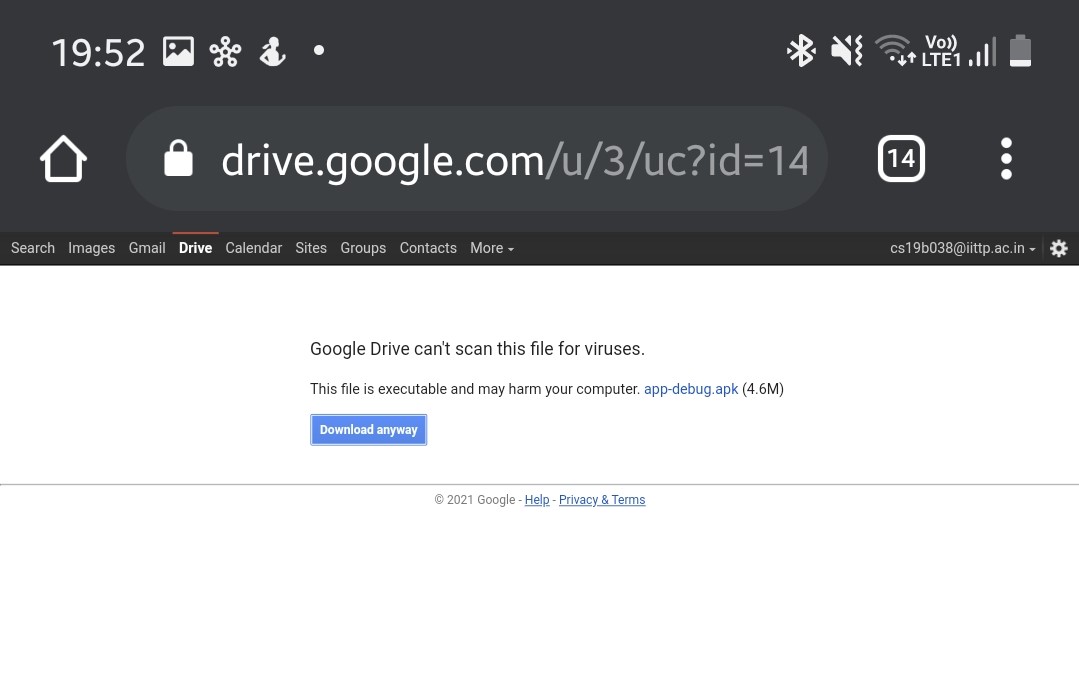 19:52 Vo)) LTE1
drive.google.com/u/3/uc?id=14 14
Search Images Gmail Drive Calendar Sites Groups Contacts More cs19b038@iittp.ac.in
Google Drive can't scan this file for viruses.
This file is executable and may harm your computer. app-debug.apk (4.6M)
Download anyway
© 2021 Google - Help - Privacy & Terms